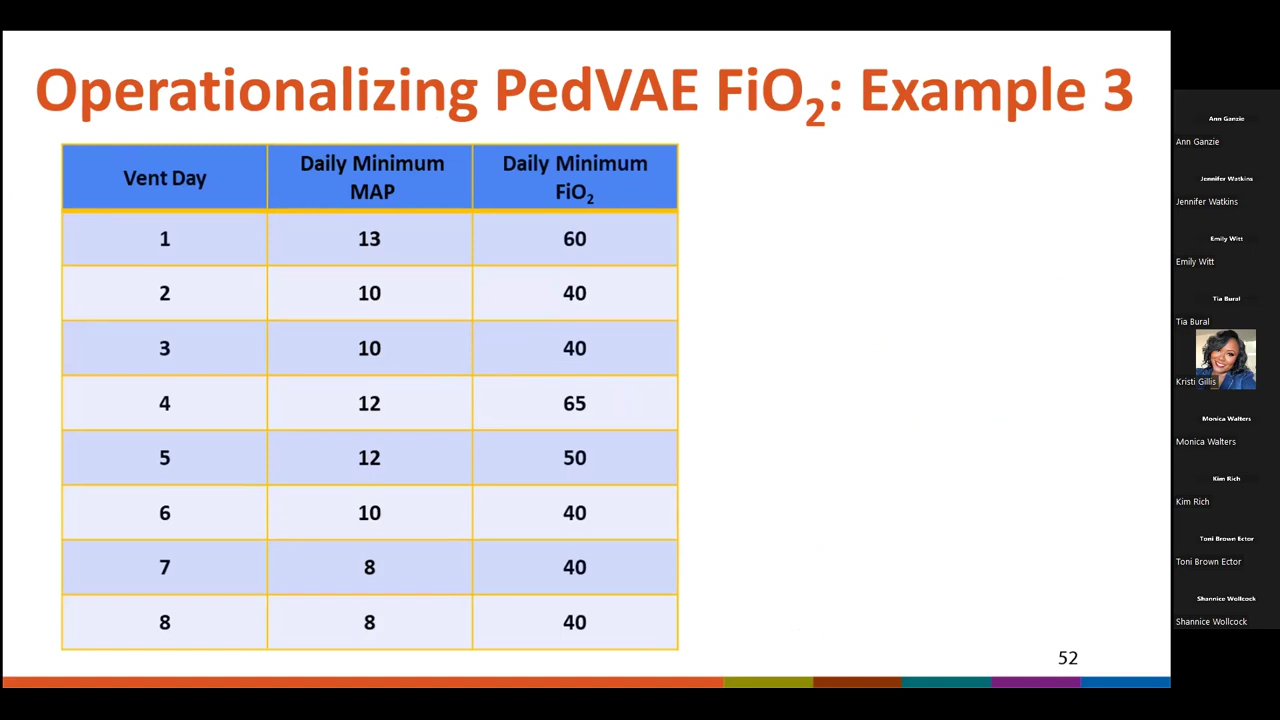 Operationalizing PedVAE FiO2: Example 3
Vent Day
Daily Minimum
MAP
Daily Minimum
FiO2
1 13 60
2 10 40
3 10 40
4 12 65
5 12 50
6 10 40
7 8 40
8 8 40
52
Ann Ganzie
Ann Ganzie
Jennifer Watkins
Jennifer Watkins
Emily Witt
Emily Witt
Tia Bural
Tia Bural
Kristi Gillis
Monica Walters
Monica Walters
Kim Rich
Kim Rich
Toni Brown Ector
Toni Brown Ector
Shannice Wollcock
Shannice Wollcock